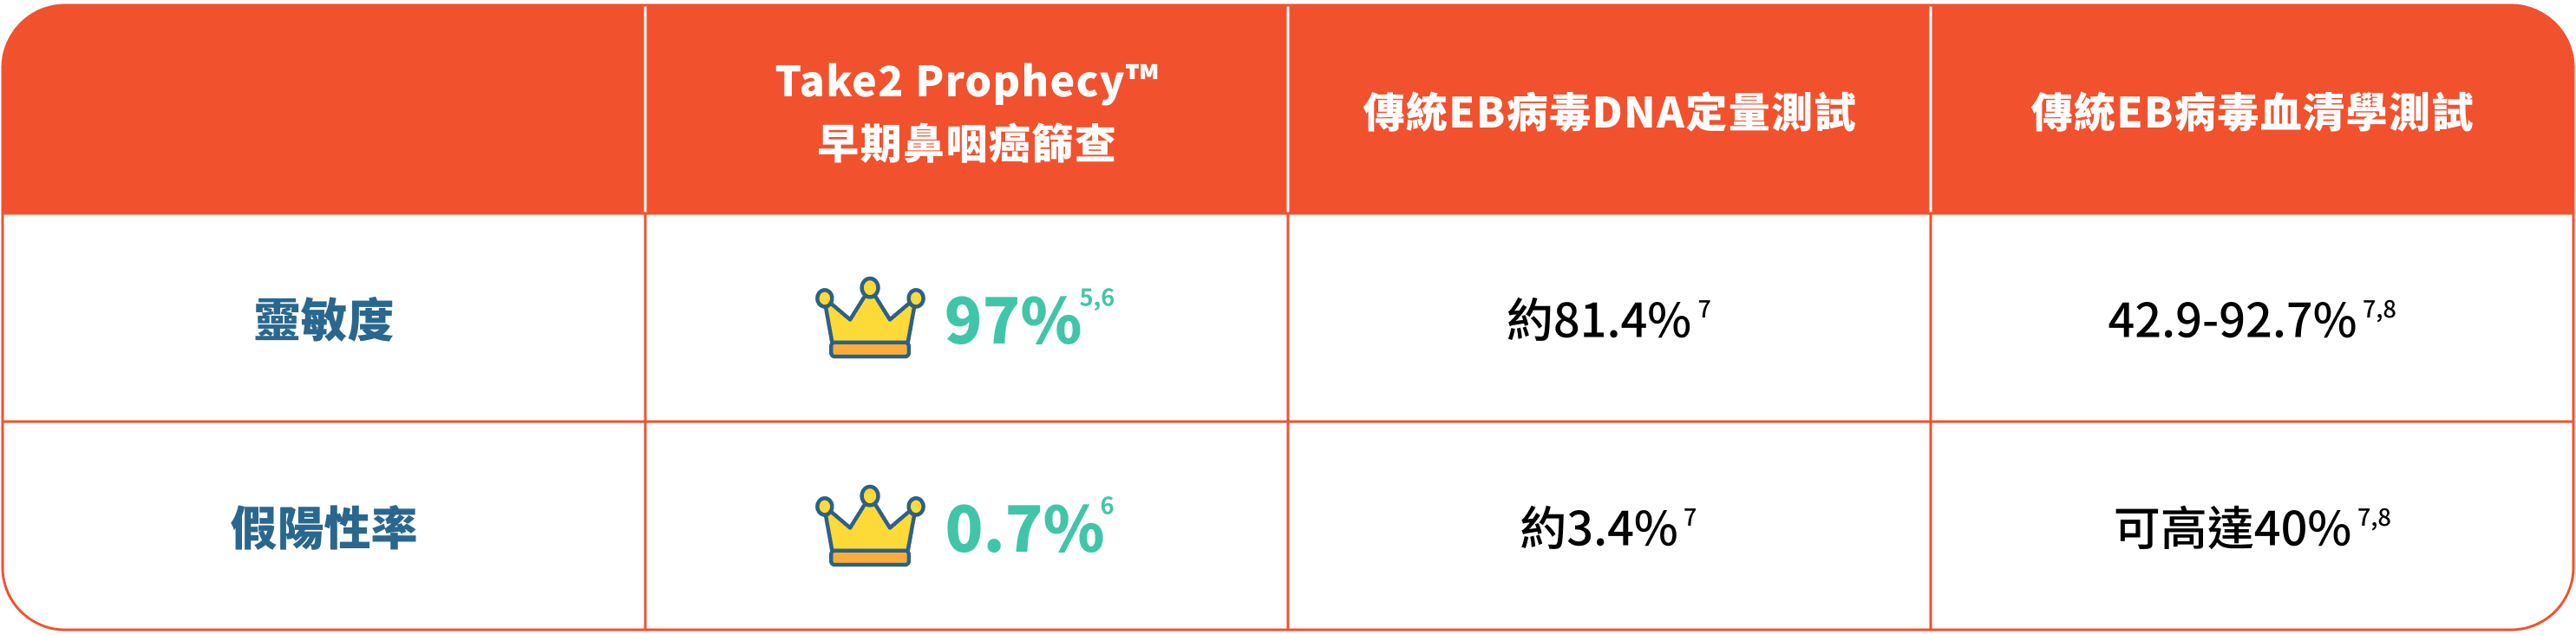 Take2 Prophecy™
早期鼻咽癌篩查
傳統EB病毒DNA定量測試
傳統EB病毒血清學測試
靈敏度
97% 5,6
約81.4% 7
42.9-92.7% 7,8
假陽性率
0.7% 6
約3.4% 7
可高達40% 7,8